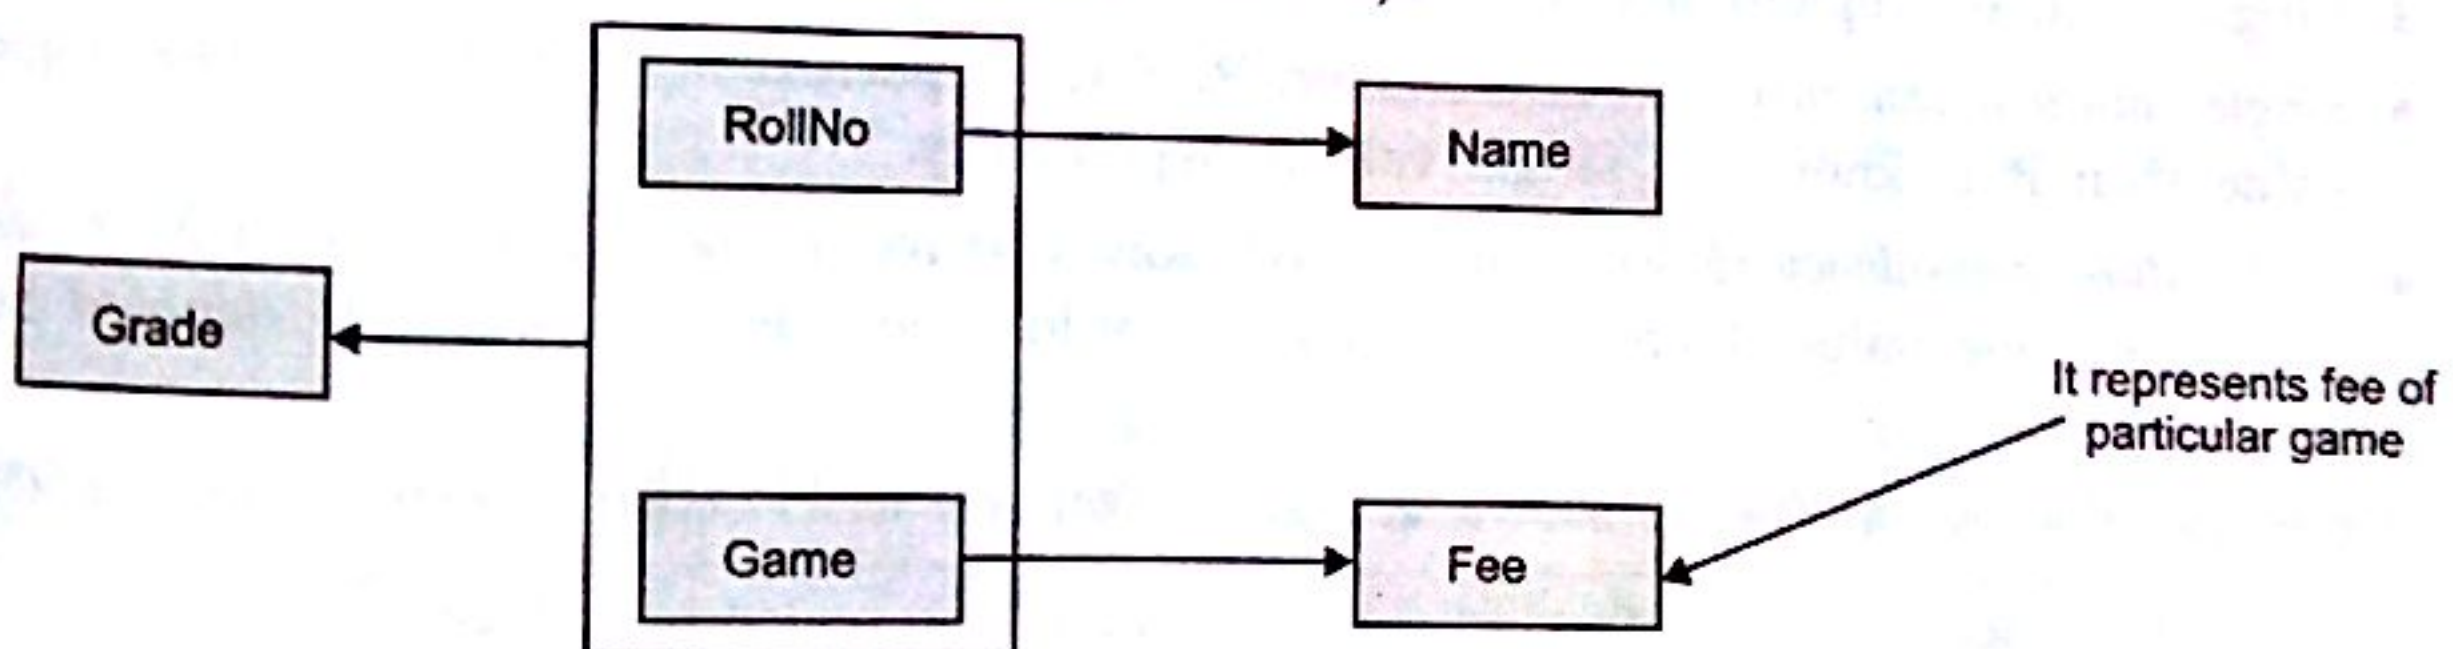 RollNo
Name
Grade
It represents fee of
particular game
Game
Fee